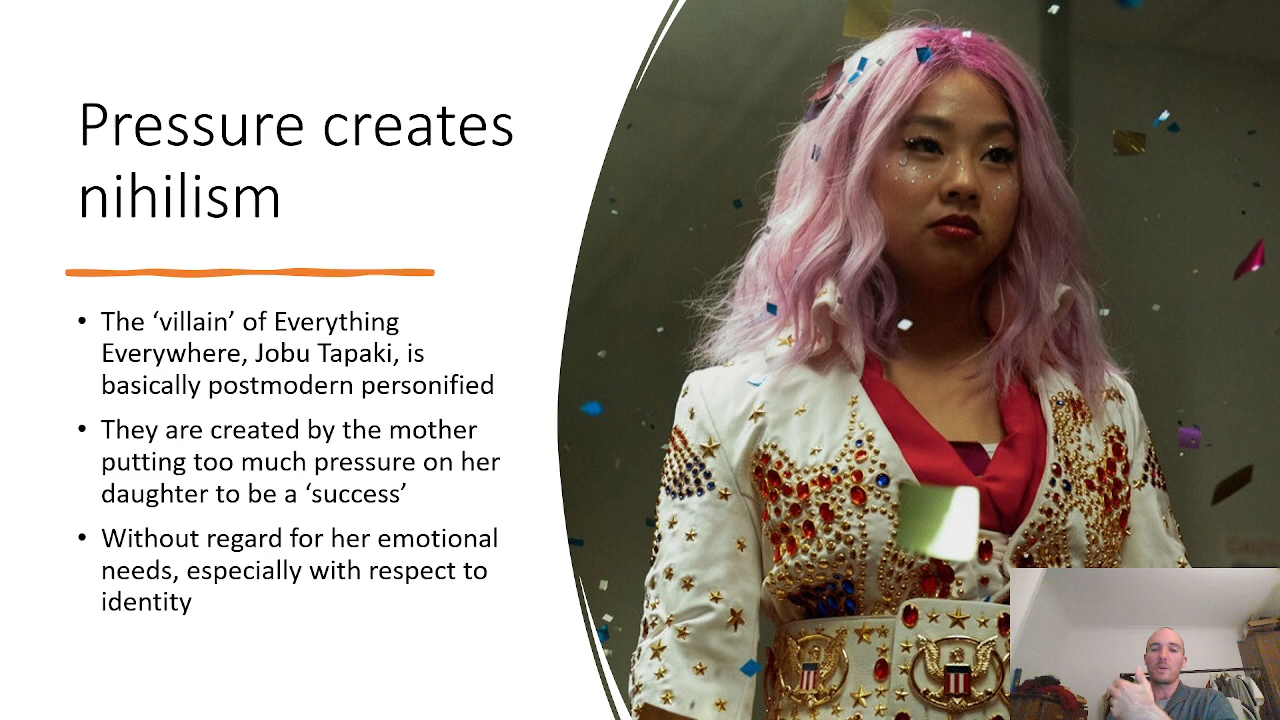 Pressure creates
nihilism
• The ‘villain’ of Everything
Everywhere, Jobu Tapaki, is
basically postmodern personified
• They are created by the mother
putting too much pressure on her
daughter to be a ‘success’
• Without regard for her emotional
needs, especially with respect to
identity